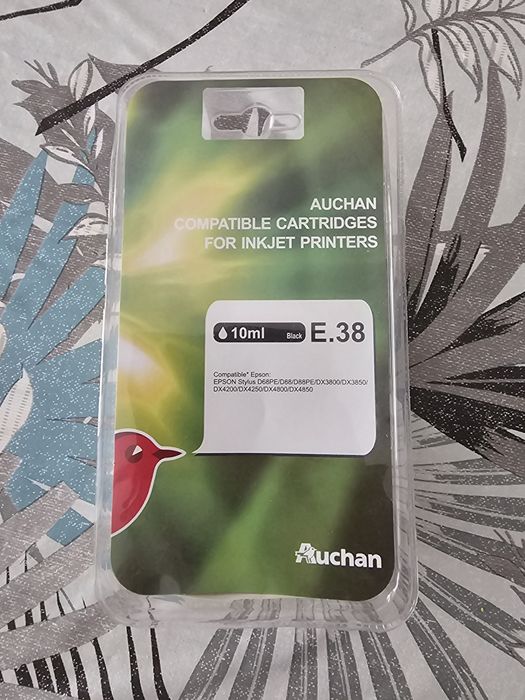 AUCHAN
COMPATIBLE CARTRIDGES
FOR INKJET PRINTERS
10ml Black E.38
Compatible* Epson:
EPSON Stylus D68PE/D68/D88PE/DX3800/DX3850/
DX4200/DX4250/DX4800/DX4850
Auchan